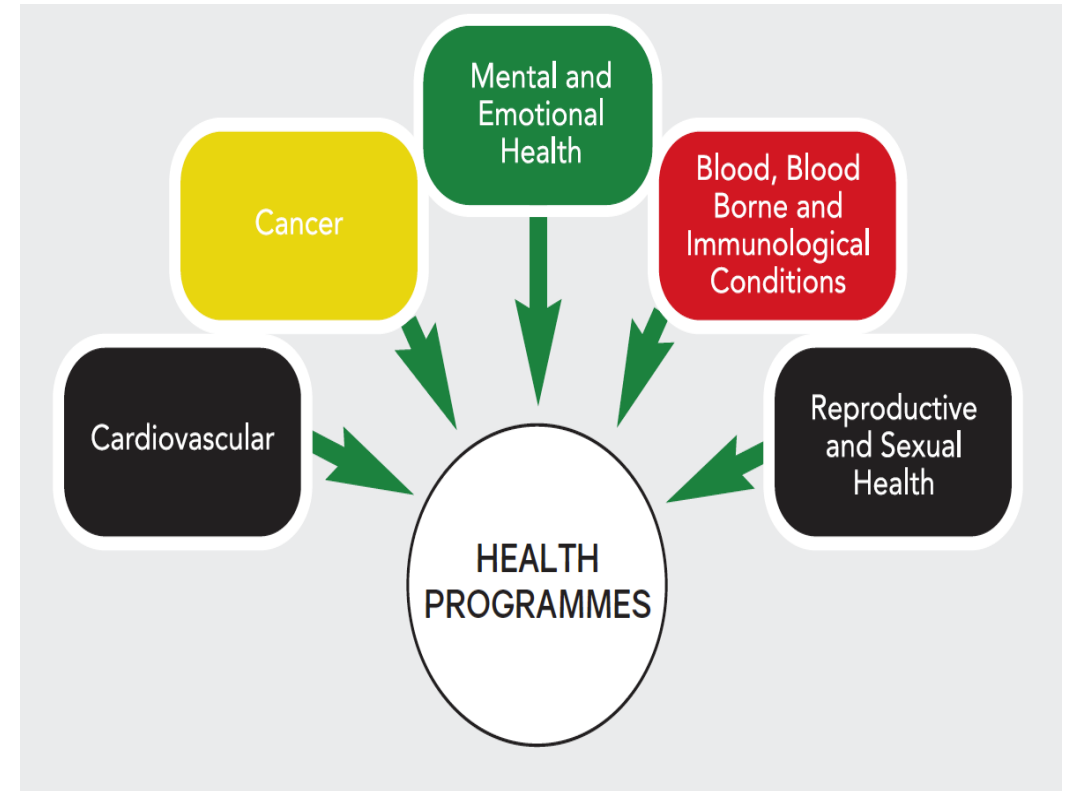 Mental and
Emotional
Health
Cancer
Blood, Blood
Borne and
Immunological
Conditions
Cardiovascular
Reproductive
and Sexual
Health
HEALTH
PROGRAMMES